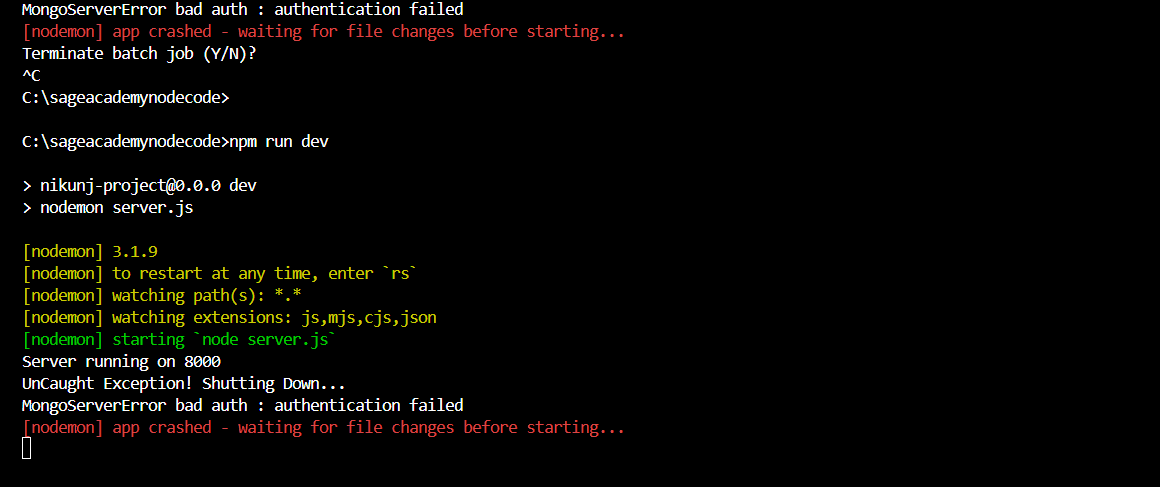 MongoServerError bad auth : authentication failed
[nodemon] app crashed - waiting for file changes before starting...
Terminate batch job (Y/N)?
^C
C:\sageacademynodecode>
C:\sageacademynodecode>npm run dev
> nikunj-project@0.0.0 dev
> nodemon server.js
[nodemon] 3.1.9
[nodemon] to restart at any time, enter `rs`
[nodemon] watching path(s): *.*
[nodemon] watching extensions: js,mjs,cjs,json
[nodemon] starting `node server.js`
Server running on 8000
UnCaught Exception! Shutting Down...
MongoServerError bad auth : authentication failed
[nodemon] app crashed - waiting for file changes before starting...